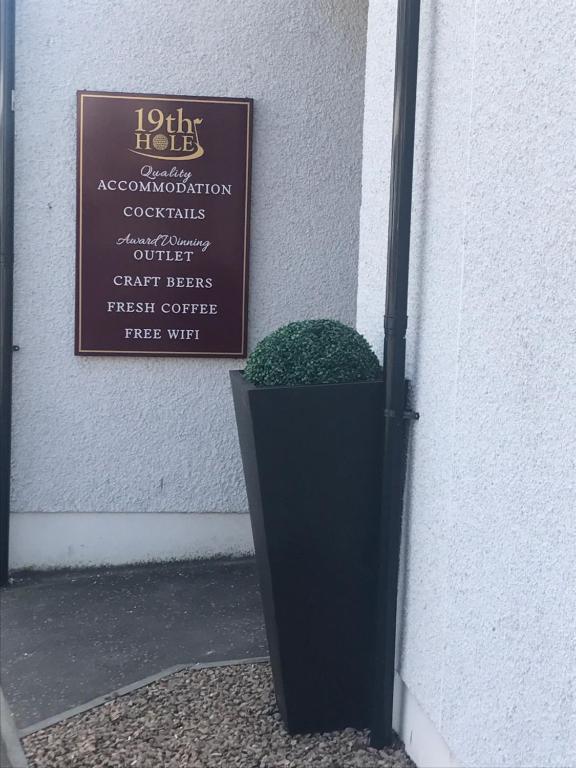 19th
HOLE
Quality
ACCOMMODATION
COCKTAILS
Award Winning
OUTLET
CRAFT BEERS
FRESH COFFEE
FREE WIFI